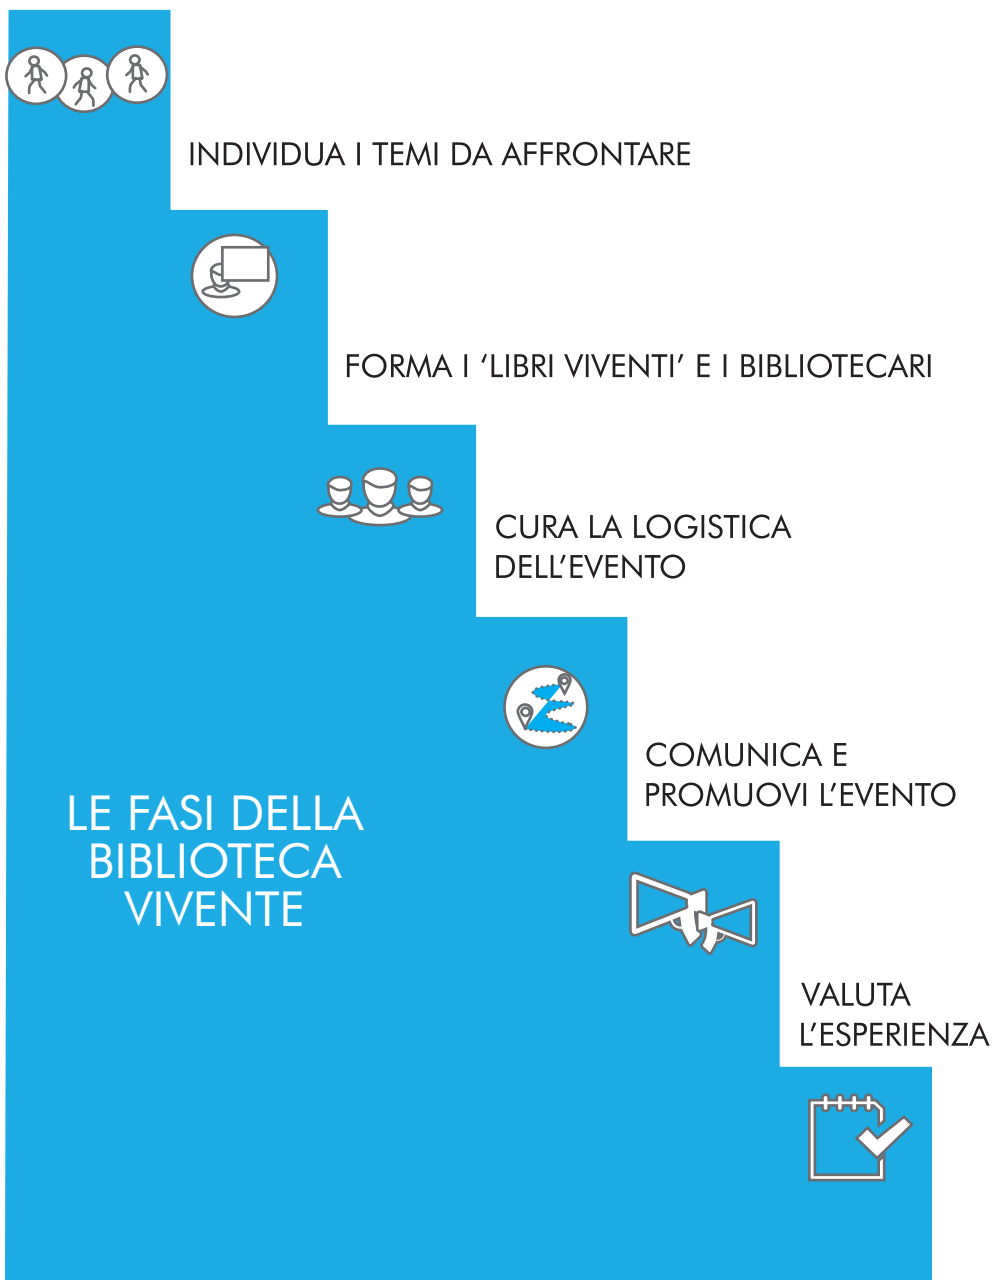 INDIVIDUA I TEMI DA AFFRONTARE
FORMA I ‘LIBRI VIVENTI’ E I BIBLIOTECARI
CURA LA LOGISTICA
DELL’EVENTO
COMUNICA E
PROMUOVI L’EVENTO
LE FASI DELLA
BIBLIOTECA
VIVENTE
VALUTA
L’ESPERIENZA